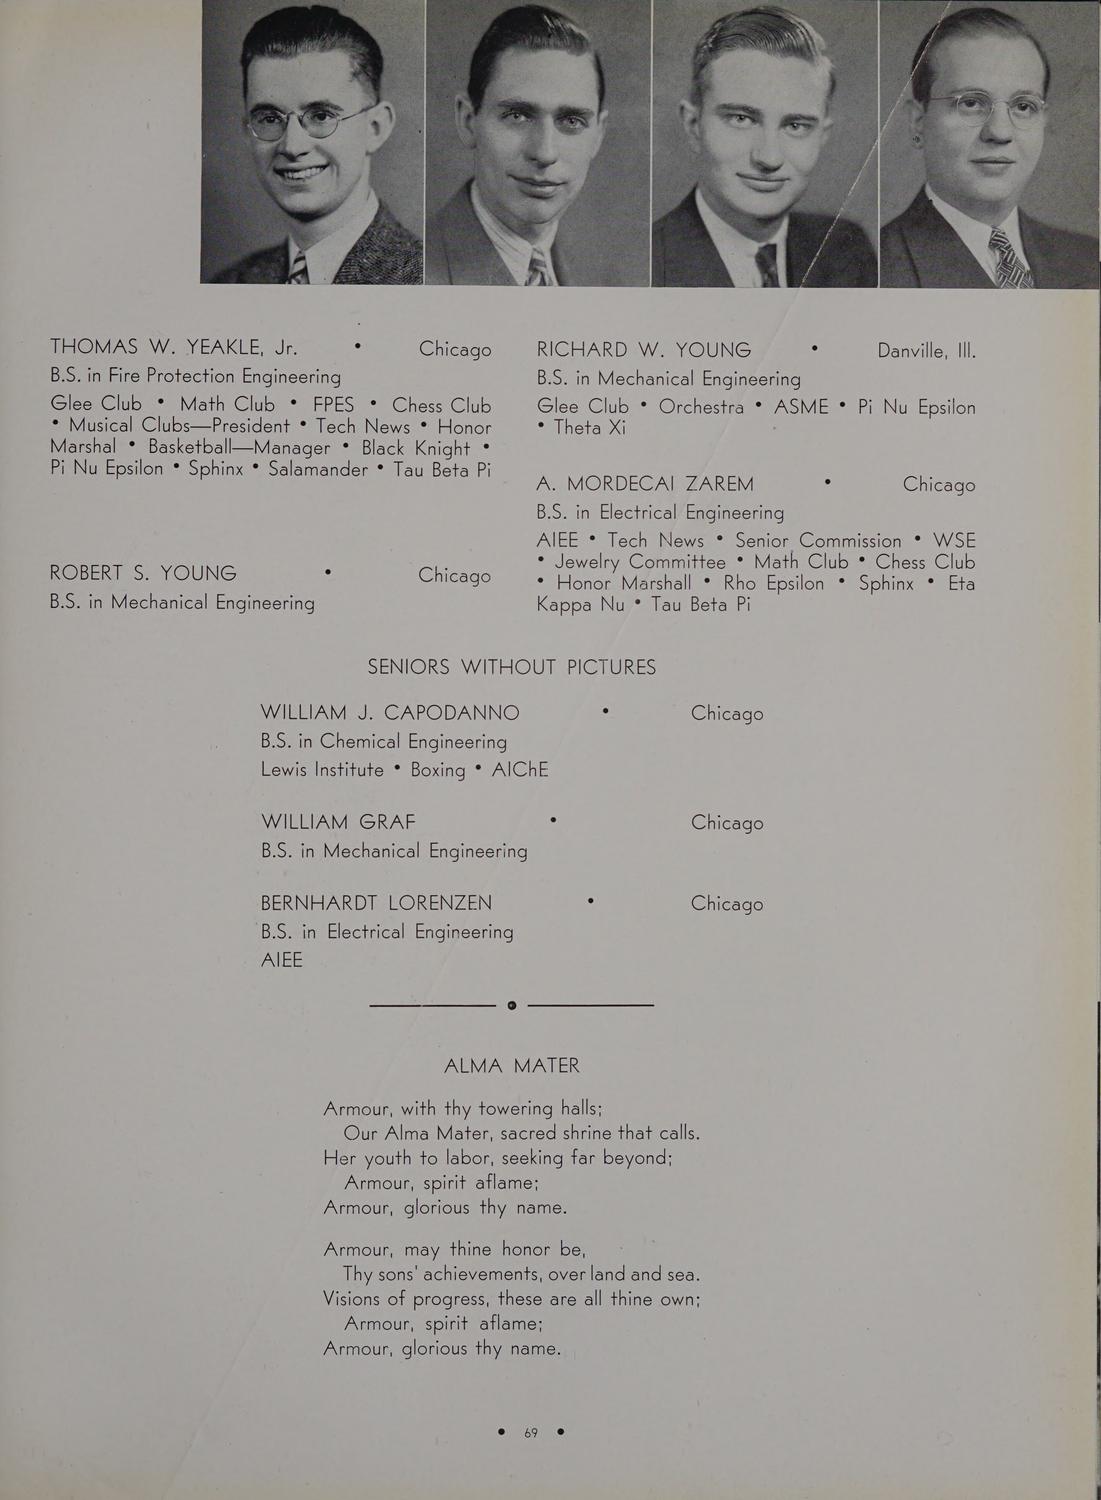 THOMAS W. YEAKLE, Jr. • Chicago
B.S. in Fire Protection Engineering
Glee Club • Math Club • FPES • Chess Club
• Musical Clubs—President • Tech News • Honor
Marshal • Basketball—Manager • Black Knight •
Pi Nu Epsilon • Sphinx • Salamander • Tau Beta Pi
ROBERT S. YOUNG • Chicago
B.S. in Mechanical Engineering
RICHARD W. YOUNG • Danville, Ill.
B.S. in Mechanical Engineering
Glee Club • Orchestra • ASME • Pi Nu Epsilon
• Theta Xi
A. MORDECAI ZAREM • Chicago
B.S. in Electrical Engineering
AIEE • Tech News • Senior Commission • WSE
• Jewelry Committee • Math Club • Chess Club
• Honor Marshall • Rho Epsilon • Sphinx • Eta
Kappa Nu • Tau Beta Pi
SENIORS WITHOUT PICTURES
WILLIAM J. CAPODANNO • Chicago
B.S. in Chemical Engineering
Lewis Institute • Boxing • AIChE
WILLIAM GRAF • Chicago
B.S. in Mechanical Engineering
BERNHARDT LORENZEN • Chicago
B.S. in Electrical Engineering
AIEE
ALMA MATER
Armour, with thy towering halls;
Our Alma Mater, sacred shrine that calls.
Her youth to labor, seeking far beyond;
Armour, spirit aflame;
Armour, glorious thy name.
Armour, may thine honor be,
Thy sons' achievements, over land and sea.
Visions of progress, these are all thine own;
Armour, spirit aflame;
Armour, glorious thy name.
• 69 •